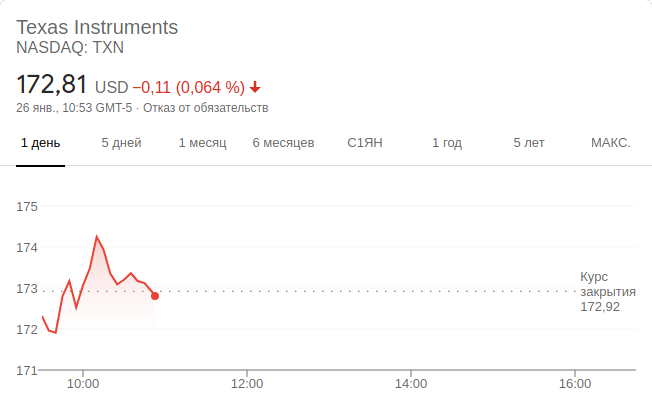 Texas Instruments
NASDAQ: TXN
172,81 USD −0,11 (0,064 %)
26 янв., 10:53 GMT-5 · Отказ от обязательств
1 день 5 дней 1 месяц 6 месяцев С1ЯН 1 год 5 лет МАКС.
175
174
173
172
171
Курс
закрытия
172,92
10:00 12:00 14:00 16:00